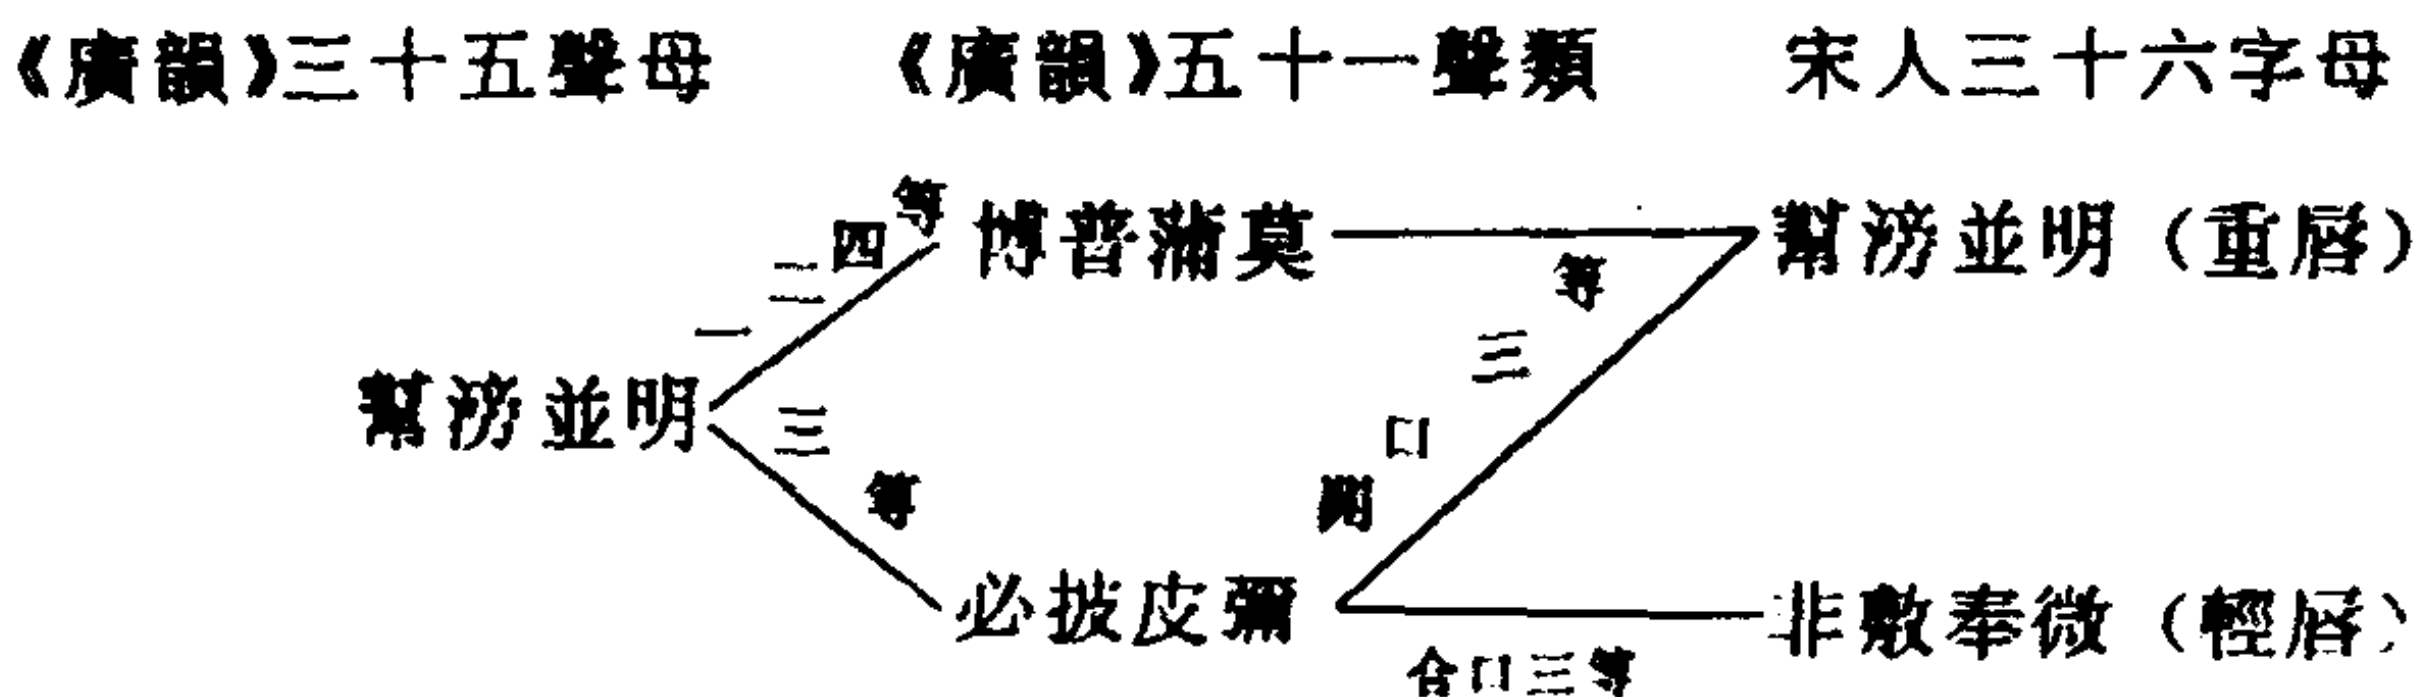 《廣韻》三十五聲母 《廣韻》五十一聲類 宋人三十六字母
一二四等
博普蒲莫
等三口開
幫滂並明(重唇)
幫滂並明
三等
必披皮彌
合口三等
非敷奉微(輕唇)